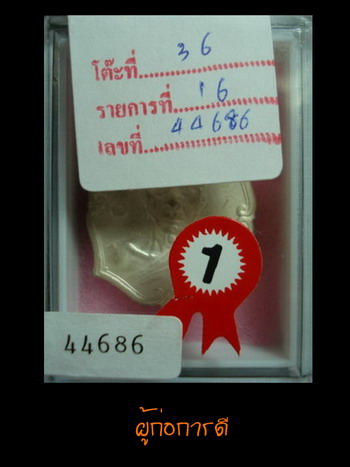 โต๊ะที่ 36
รายการที่ 16
เลขที่ 44686
1
44686
ผู้ก่อการดี